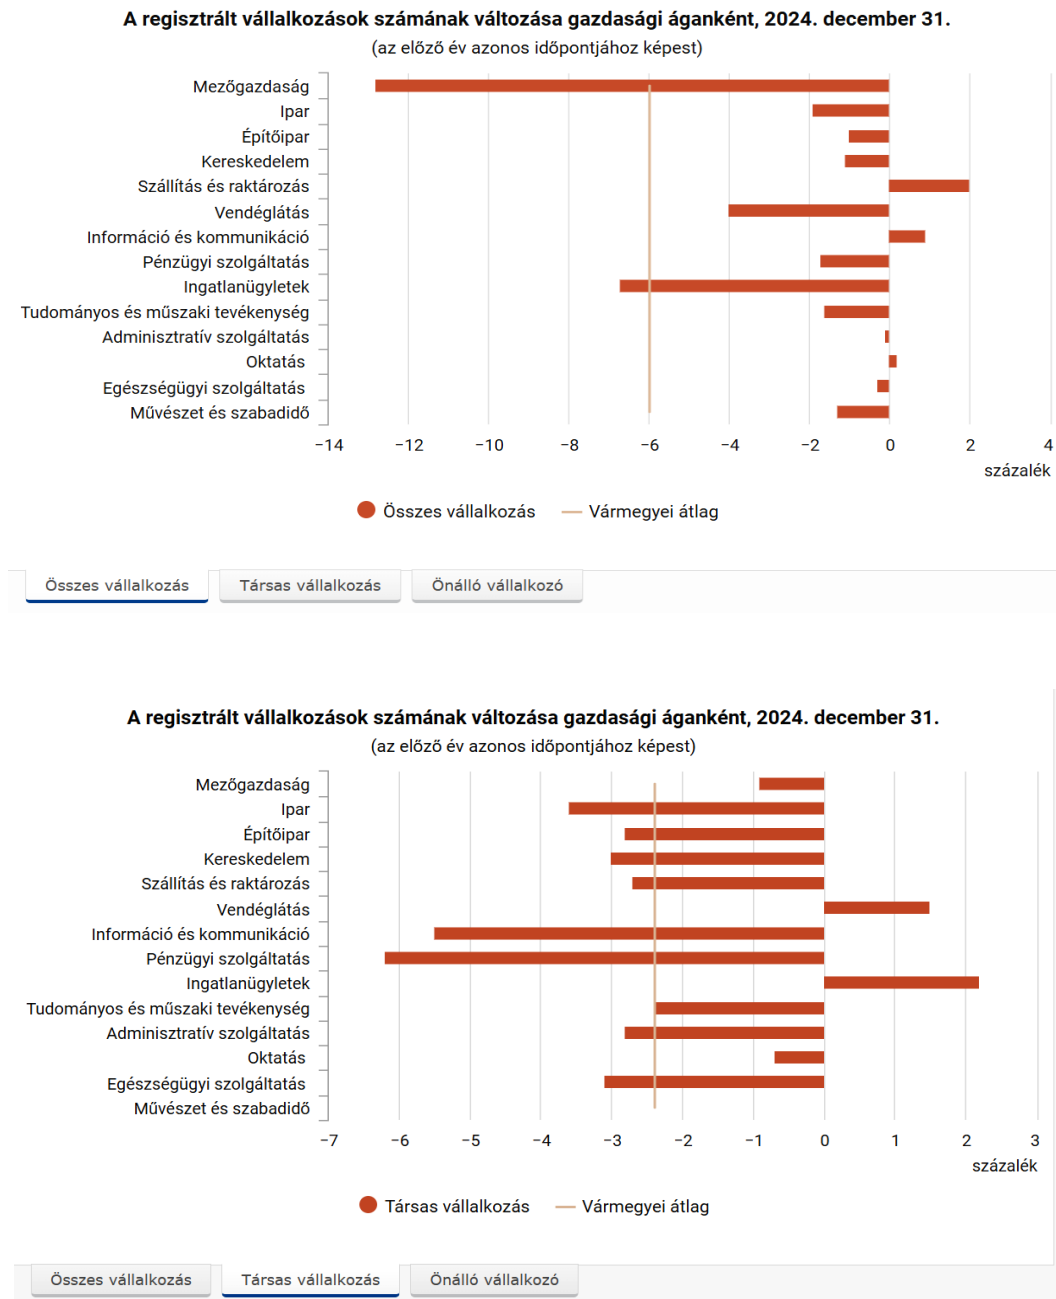 A regisztrált vállalkozások számának változása gazdasági áganként, 2024. december 31.
(az előző év azonos időpontjához képest)
Mezőgazdaság
Ipar
Építőipar
Kereskedelem
Szállítás és raktározás
Vendéglátás
Információ és kommunikáció
Pénzügyi szolgáltatás
Ingatlanügyletek
Tudományos és műszaki tevékenység
Adminisztratív szolgáltatás
Oktatás
Egészségügyi szolgáltatás
Művészet és szabadidő
−14 −12 −10 −8 −6 −4 −2 0 2 4
százalék
Összes vállalkozás Vármegyei átlag
Összes vállalkozás Társas vállalkozás Önálló vállalkozó
A regisztrált vállalkozások számának változása gazdasági áganként, 2024. december 31.
(az előző év azonos időpontjához képest)
Mezőgazdaság
Ipar
Építőipar
Kereskedelem
Szállítás és raktározás
Vendéglátás
Információ és kommunikáció
Pénzügyi szolgáltatás
Ingatlanügyletek
Tudományos és műszaki tevékenység
Adminisztratív szolgáltatás
Oktatás
Egészségügyi szolgáltatás
Művészet és szabadidő
−7 −6 −5 −4 −3 −2 −1 0 1 2 3
százalék
Társas vállalkozás Vármegyei átlag
Összes vállalkozás Társas vállalkozás Önálló vállalkozó